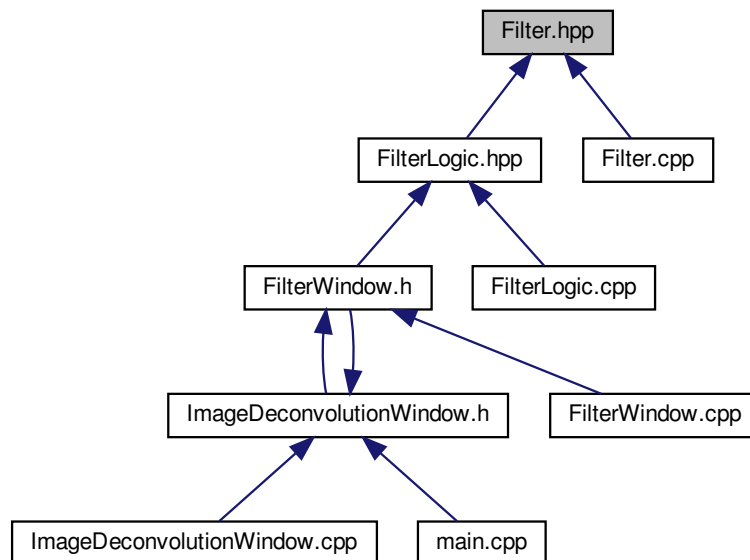 Filter.hpp
FilterLogic.hpp
Filter.cpp
FilterWindow.h
FilterLogic.cpp
ImageDeconvolutionWindow.h
FilterWindow.cpp
ImageDeconvolutionWindow.cpp
main.cpp